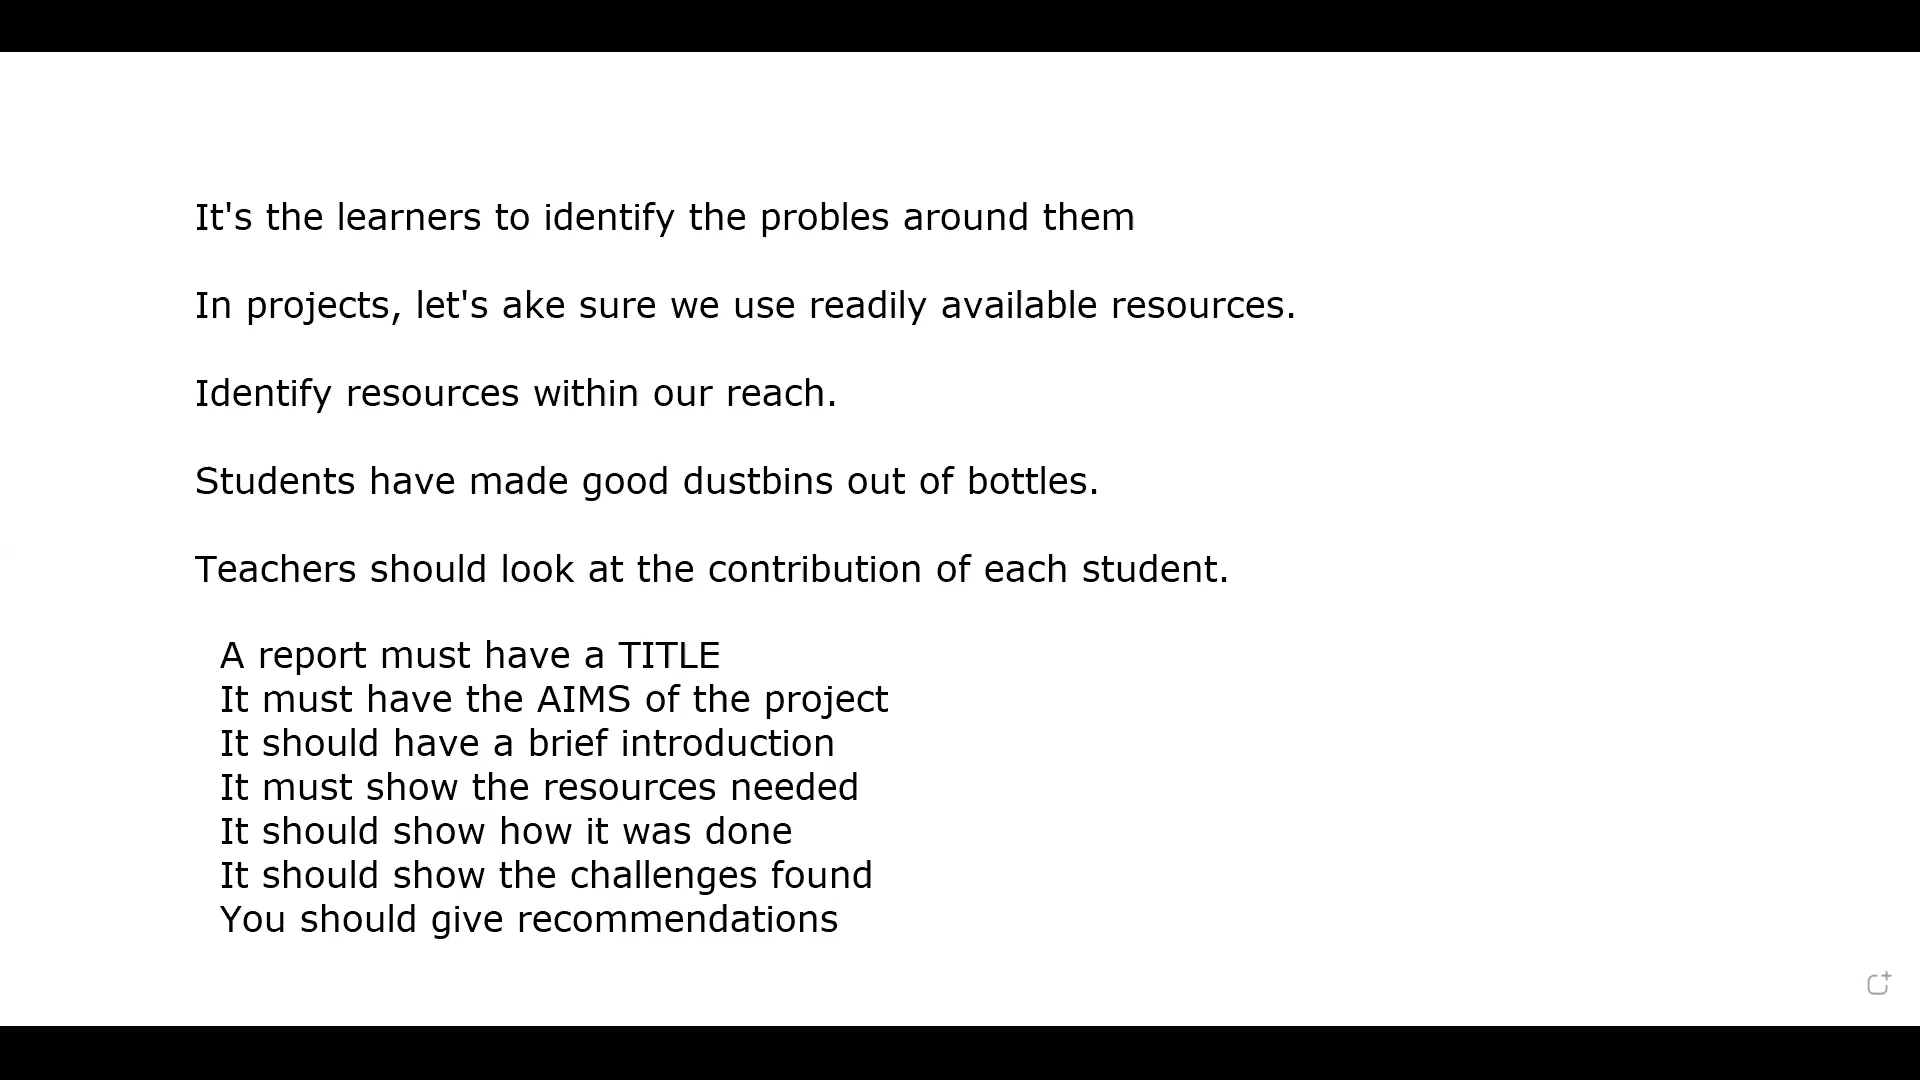 It's the learners to identify the probles around them
In projects, let's ake sure we use readily available resources.
Identify resources within our reach.
Students have made good dustbins out of bottles.
Teachers should look at the contribution of each student.
A report must have a TITLE
It must have the AIMS of the project
It should have a brief introduction
It must show the resources needed
It should show how it was done
It should show the challenges found
You should give recommendations